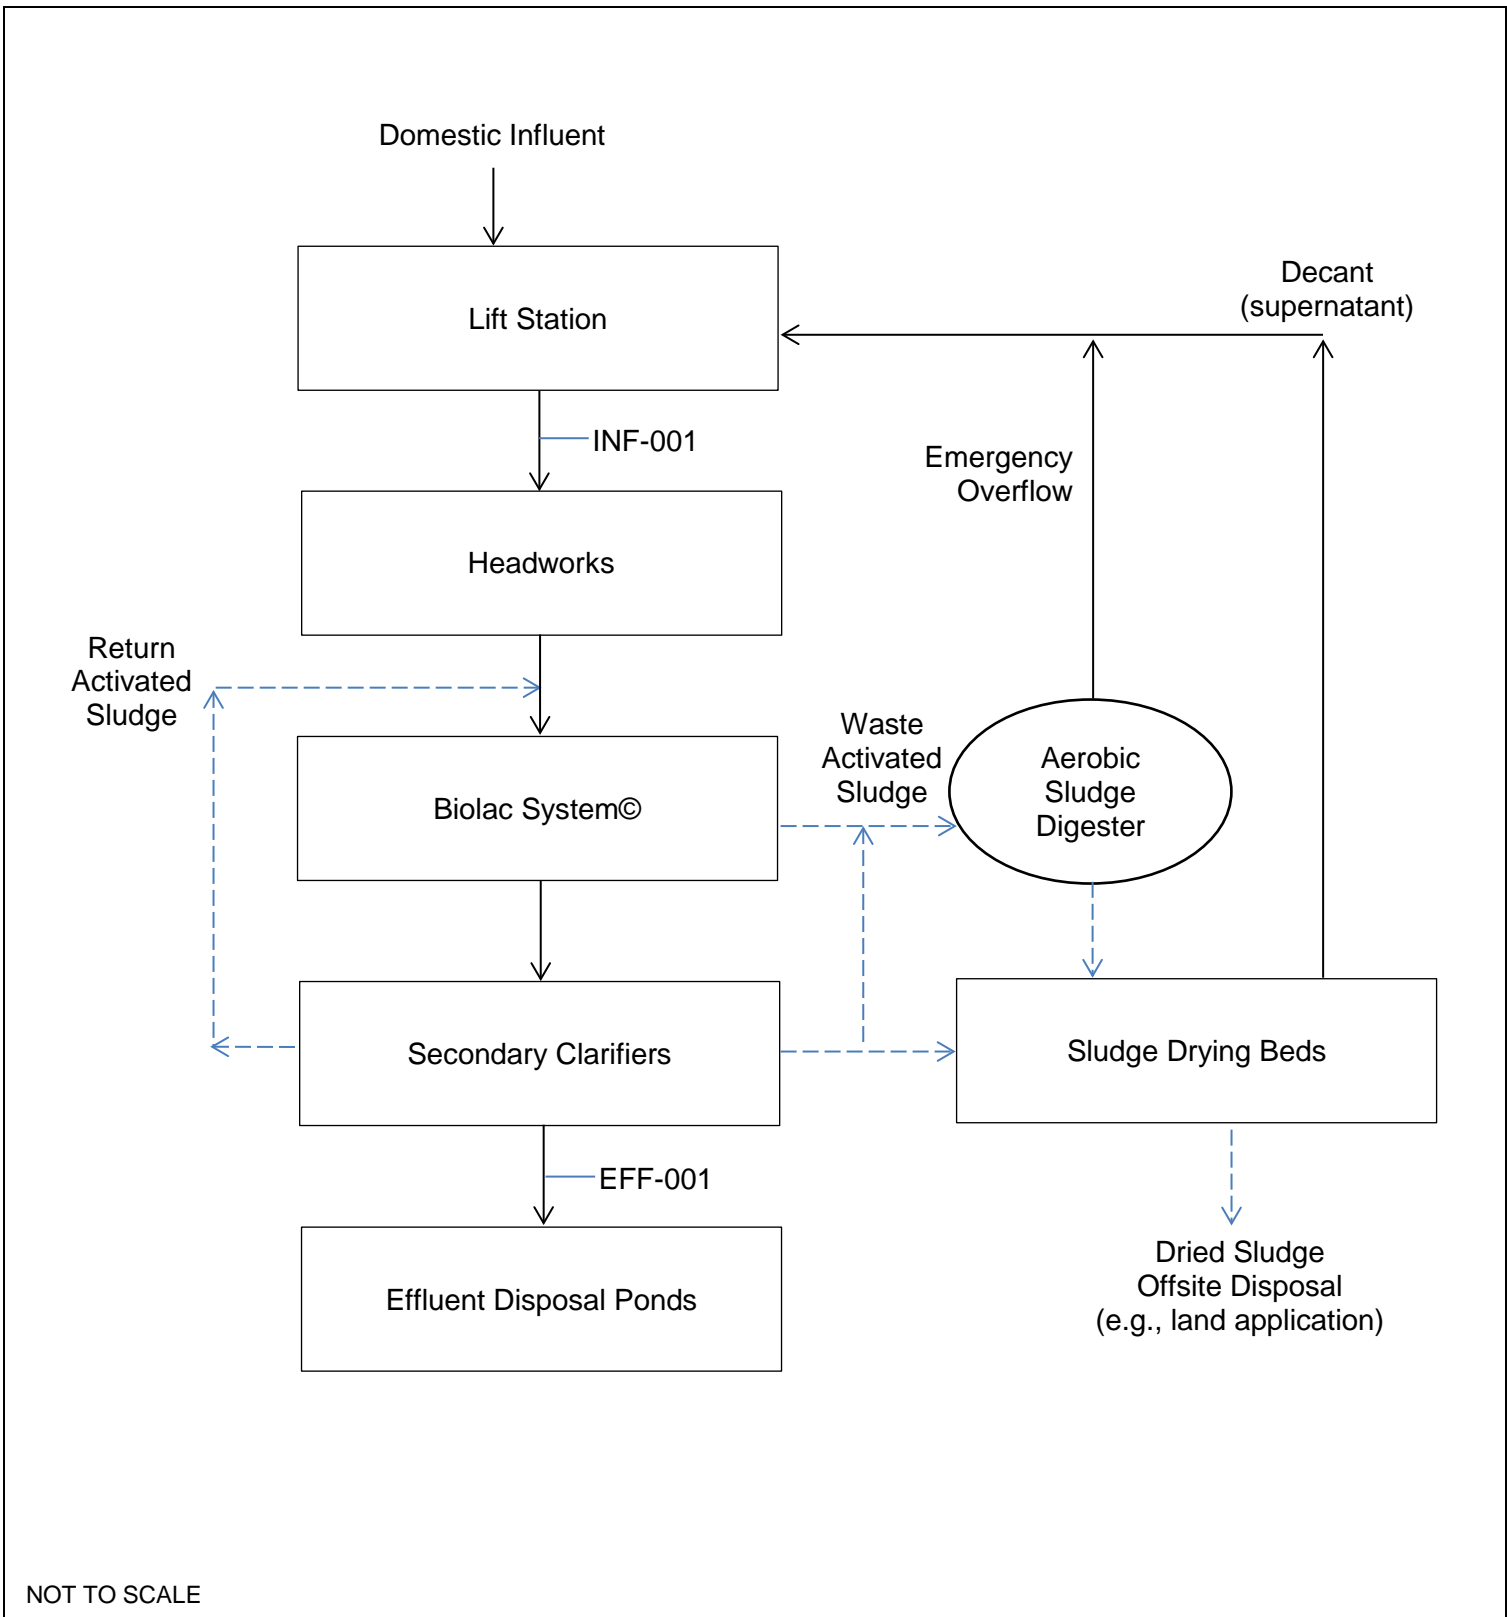 Domestic Influent
Decant
(supernatant)
Lift Station
INF-001
Emergency
Overflow
Headworks
Return
Activated
Sludge
Waste
Activated
Sludge
Aerobic
Sludge
Digester
Biolac System©
Secondary Clarifiers
Sludge Drying Beds
EFF-001
Dried Sludge
Offsite Disposal
(e.g., land application)
Effluent Disposal Ponds
NOT TO SCALE